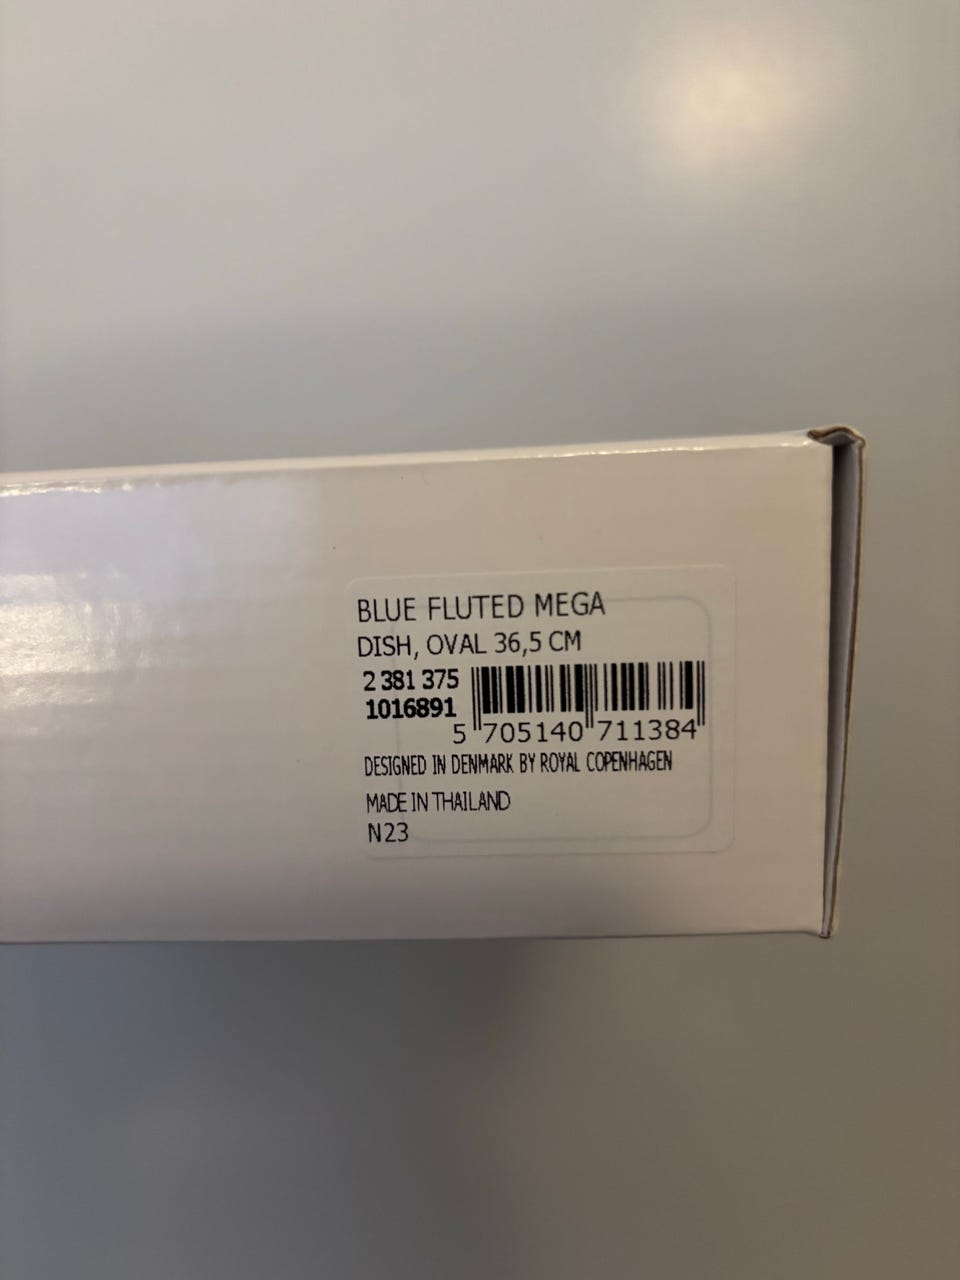 BLUE FLUTED MEGA
DISH, OVAL 36,5 CM
2 381 375
1016891
5 705140 711384
DESIGNED IN DENMARK BY ROYAL COPENHAGEN
MADE IN THAILAND
N23